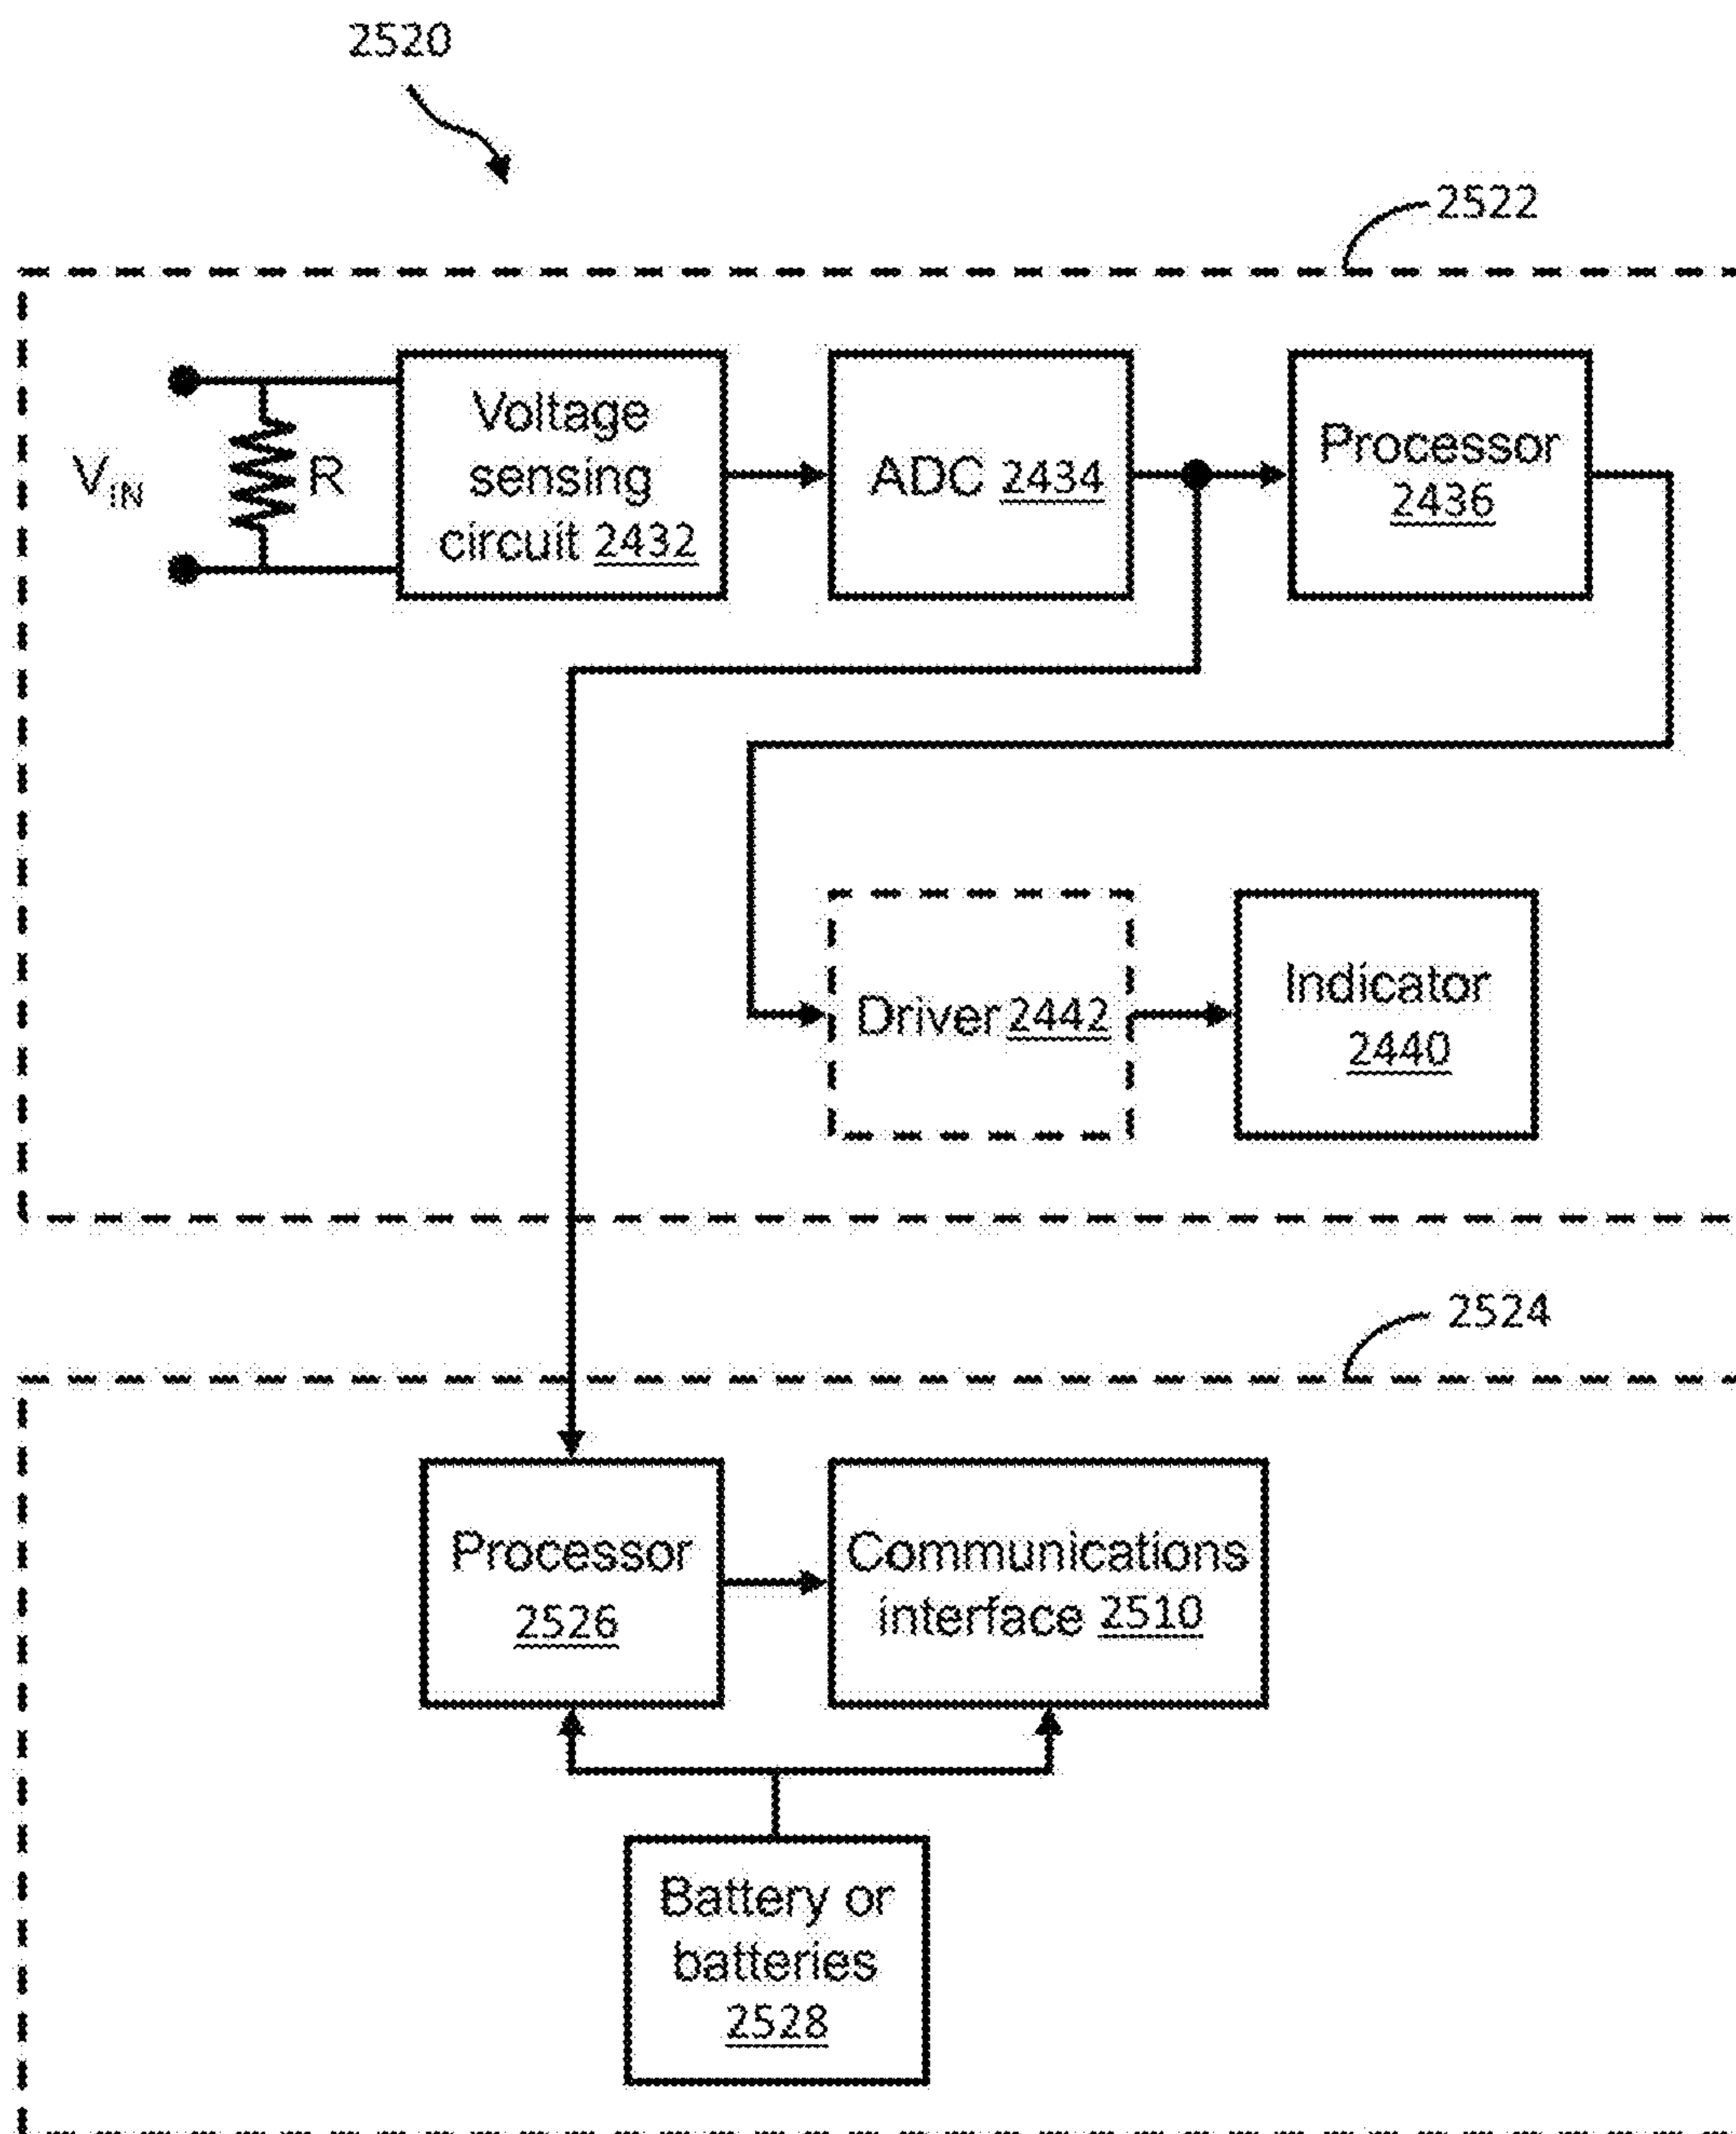 2520
2522
Voltage
sensing
circuit 2432
ADC 2434
Processor
2436
V_IN
R
Driver 2442
Indicator
2440
2524
Processor
2526
Communications
interface 2510
Battery or
batteries
2528